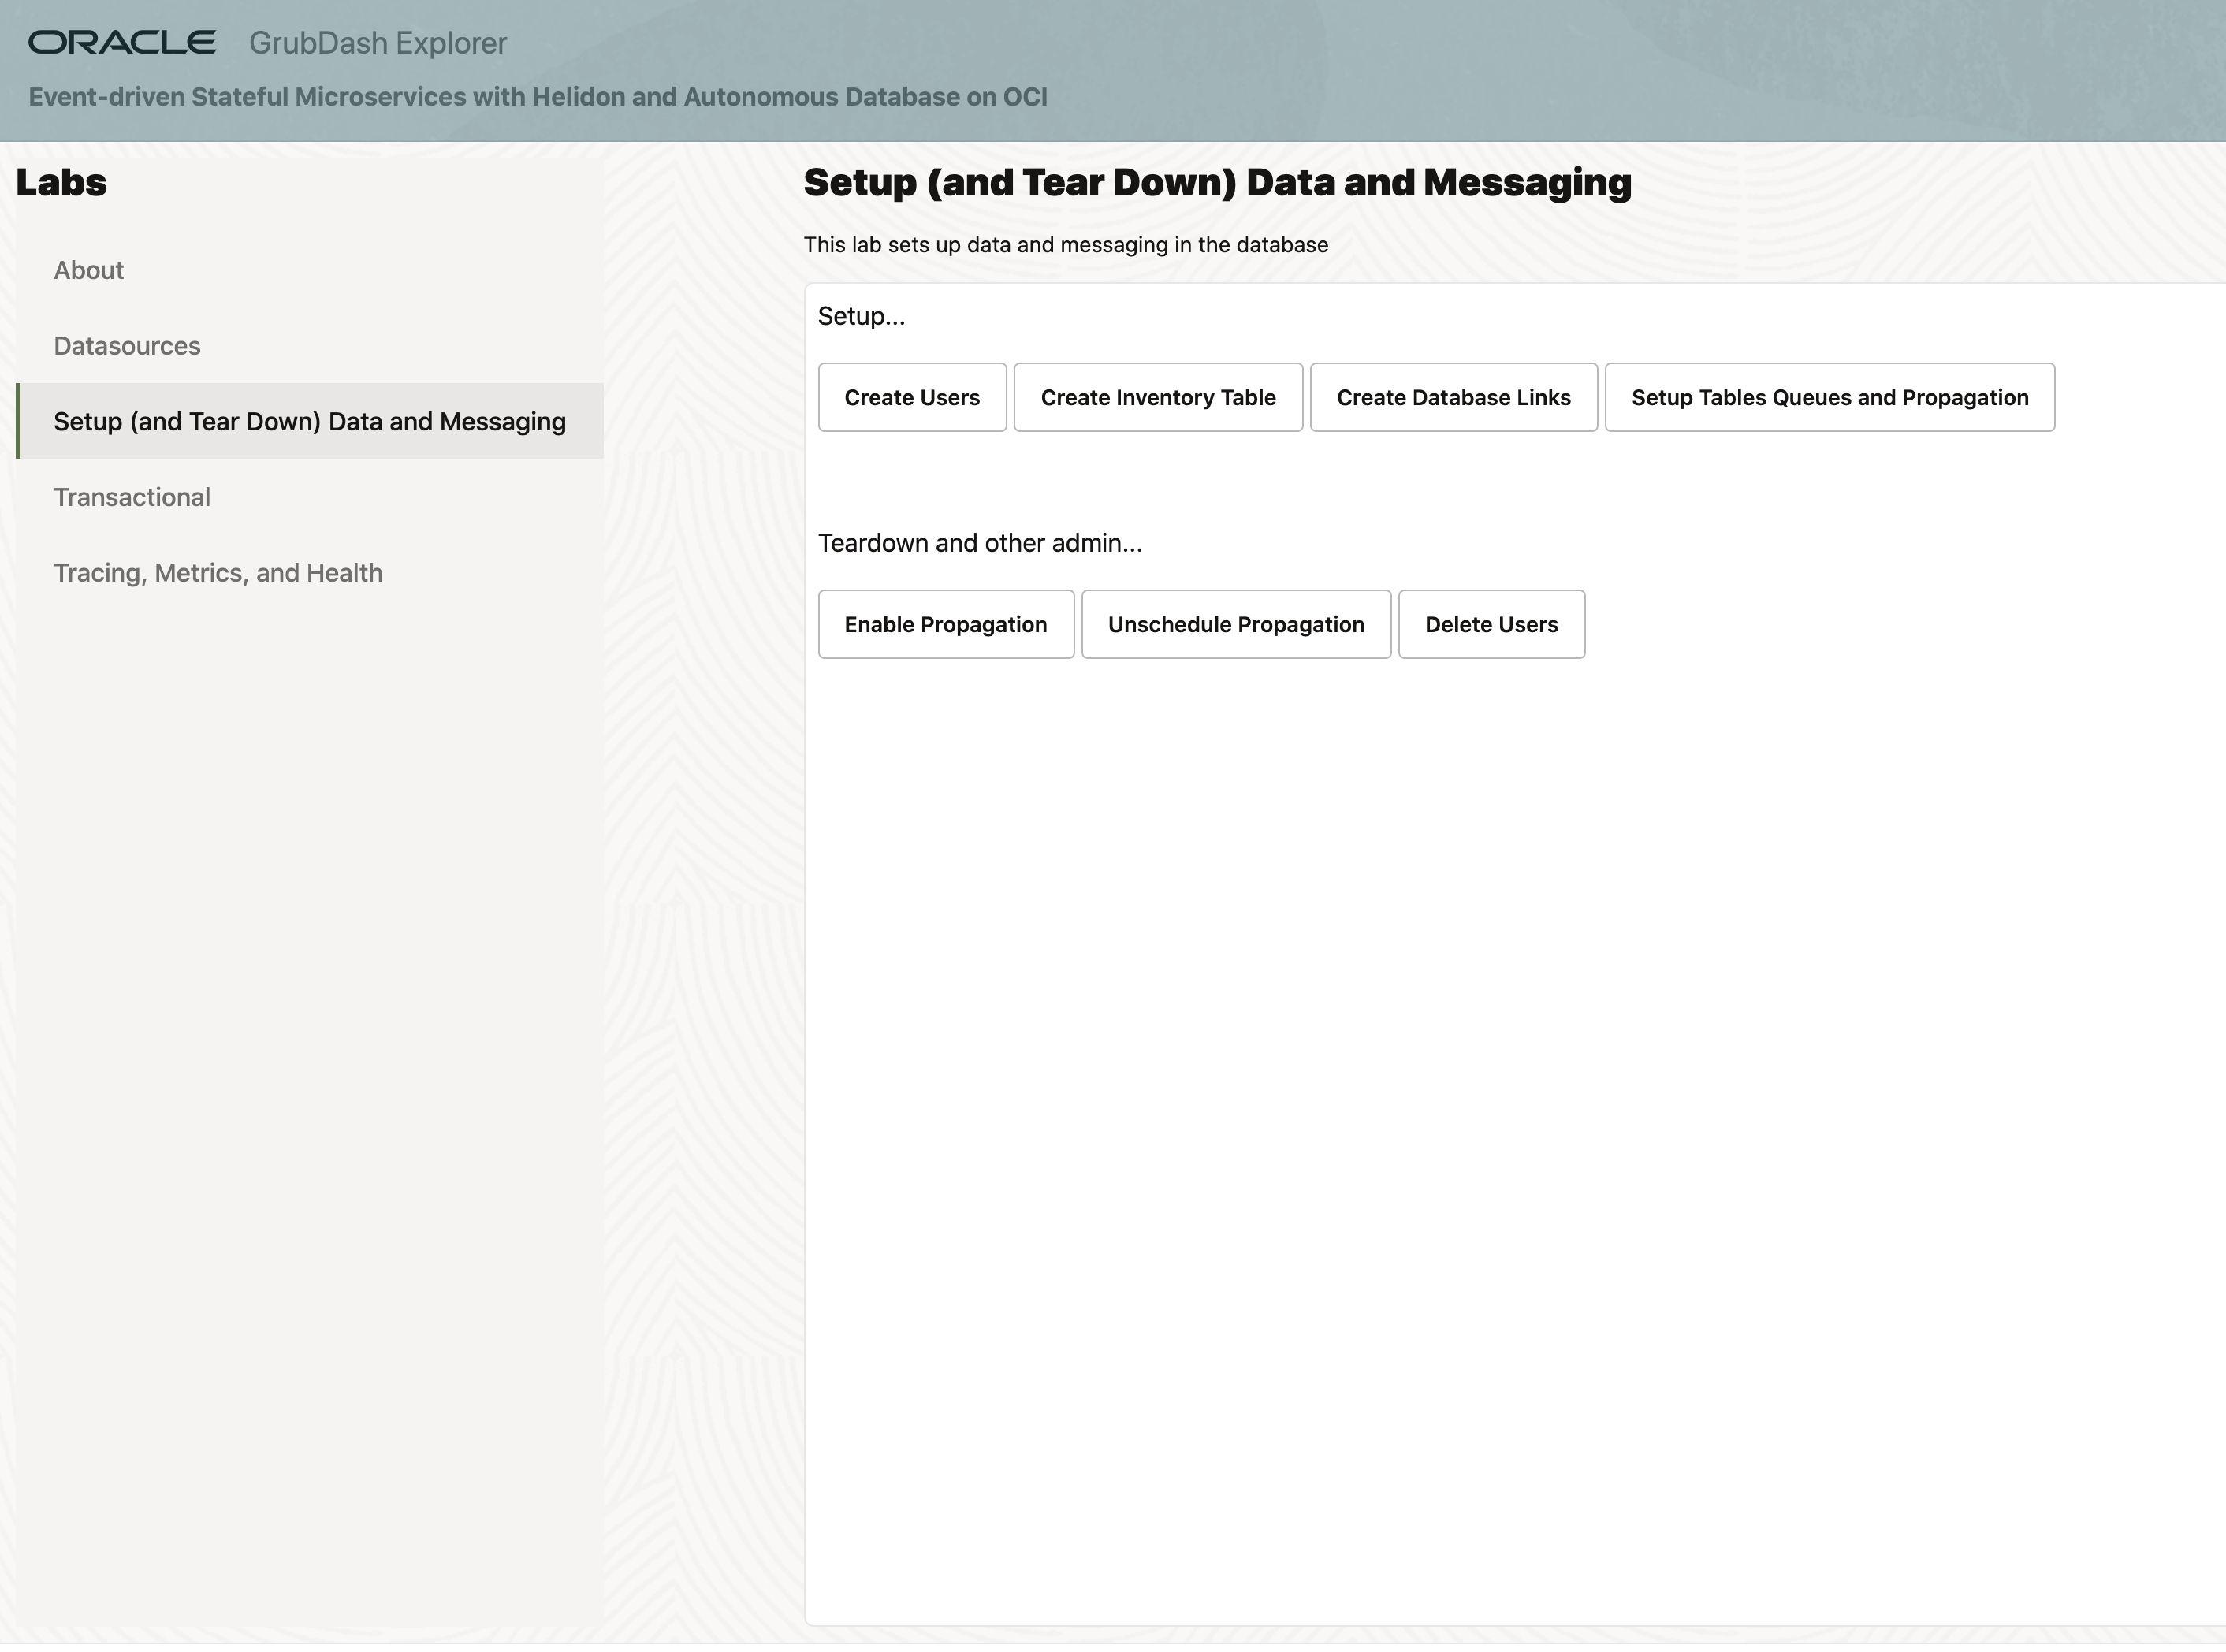 ORACLE GrubDash Explorer
Event-driven Stateful Microservices with Helidon and Autonomous Database on OCI
Labs
About
Datasources
Setup (and Tear Down) Data and Messaging
Transactional
Tracing, Metrics, and Health
Setup (and Tear Down) Data and Messaging
This lab sets up data and messaging in the database
Setup...
Create Users Create Inventory Table Create Database Links Setup Tables Queues and Propagation
Teardown and other admin...
Enable Propagation Unschedule Propagation Delete Users